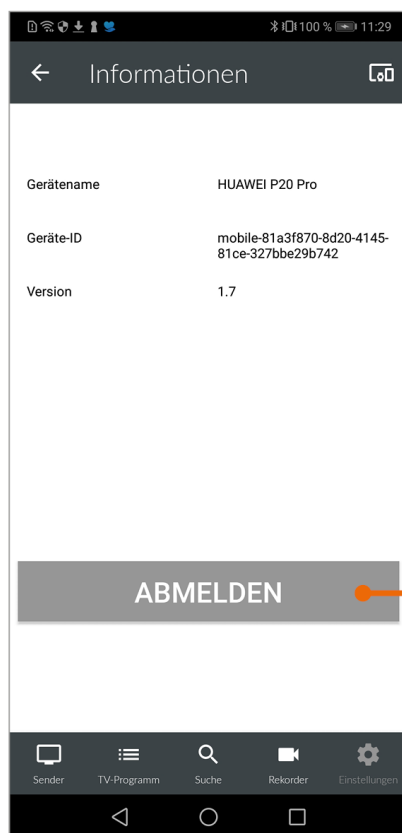 100 % 11:29
Informationen
Gerätename HUAWEI P20 Pro
Geräte-ID mobile-81a3f870-8d20-4145-
81ce-327bbe29b742
Version 1.7
ABMELDEN
Sender TV-Programm Suche Rekorder Einstellungen